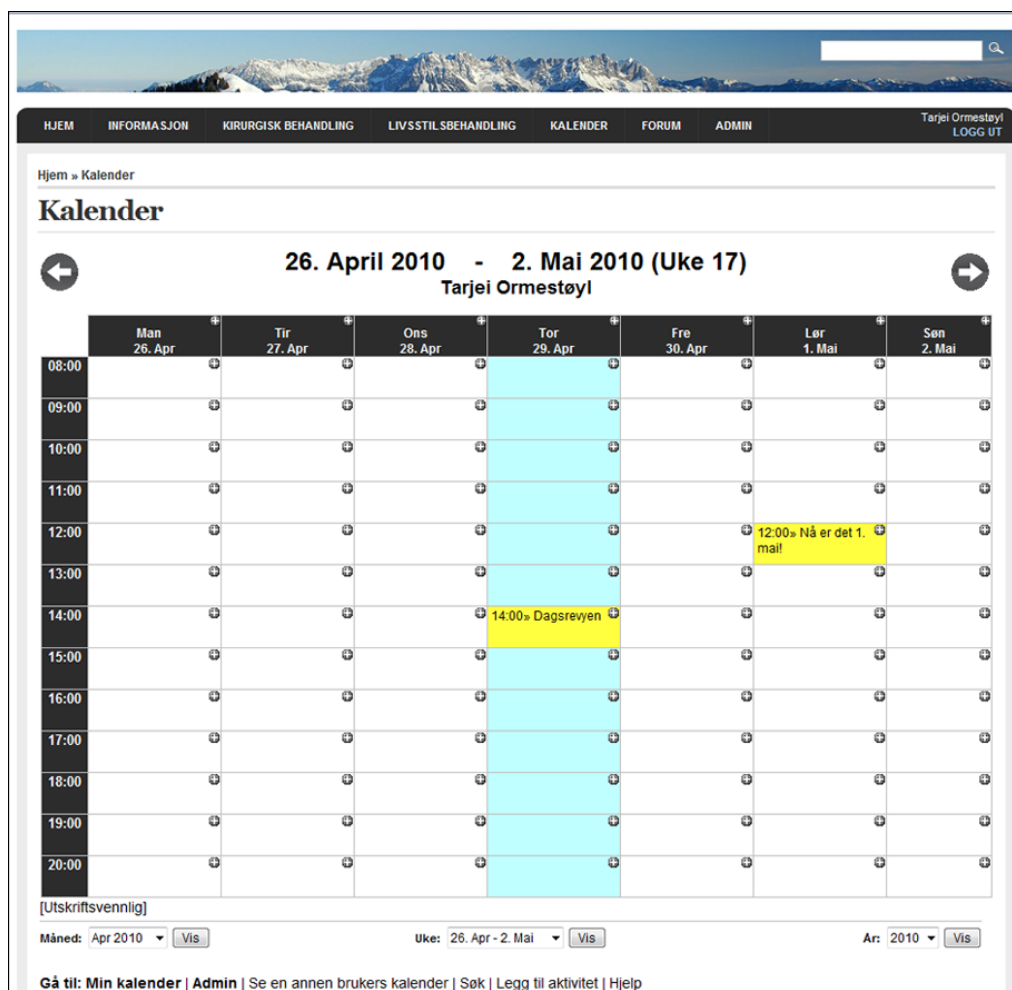 HJEM INFORMASJON KIRURGISK BEHANDLING LIVSSTILSBEHANDLING KALENDER FORUM ADMIN Tarjei Ormestøyl
LOGG UT
Hjem » Kalender
Kalender
26. April 2010 - 2. Mai 2010 (Uke 17)
Tarjei Ormestøyl
Man Tir Ons Tor Fre Lør Søn
26. Apr 27. Apr 28. Apr 29. Apr 30. Apr 1. Mai 2. Mai
08:00
09:00
10:00
11:00
12:00 12:00» Nå er det 1.
mai!
13:00
14:00 14:00» Dagsrevyen
15:00
16:00
17:00
18:00
19:00
20:00
[Utskriftsvennlig]
Måned: Apr 2010 Vis Uke: 26. Apr - 2. Mai Vis Ar: 2010 Vis
Gå til: Min kalender | Admin | Se en annen brukers kalender | Søk | Legg til aktivitet | Hjelp